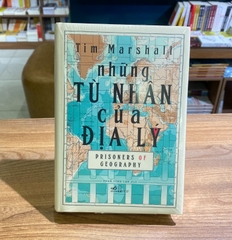 Tim Marshall
những
TÙ NHÂN
của
ĐỊA LÝ
PRISONERS OF
GEOGRAPHY